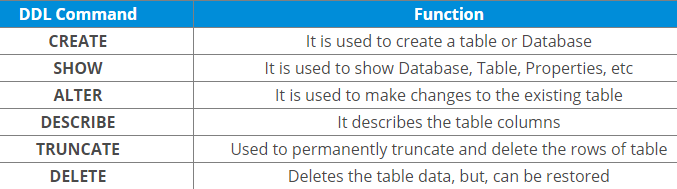 DDL Command Function
CREATE It is used to create a table or Database
SHOW It is used to show Database, Table, Properties, etc
ALTER It is used to make changes to the existing table
DESCRIBE It describes the table columns
TRUNCATE Used to permanently truncate and delete the rows of table
DELETE Deletes the table data, but, can be restored